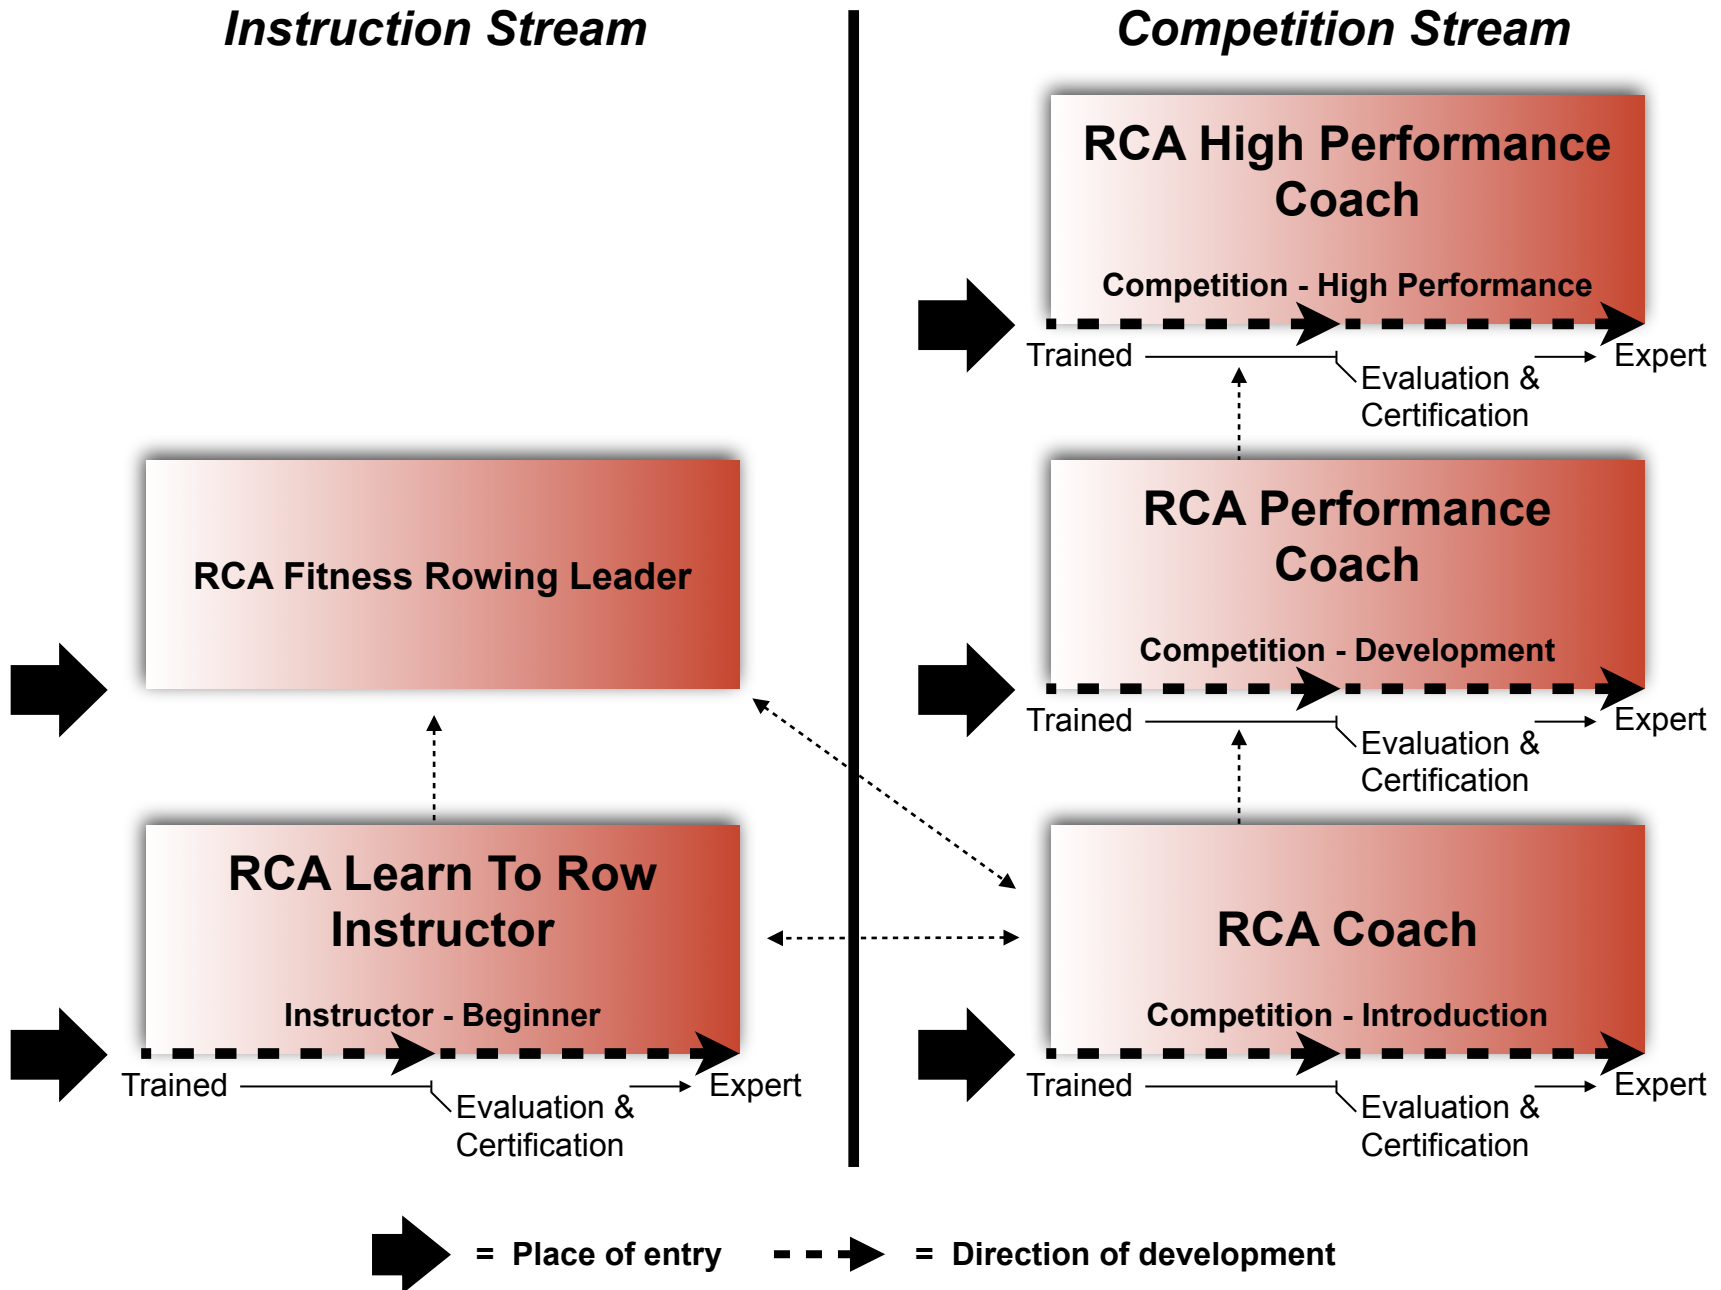 Instruction Stream
Competition Stream
RCA High Performance
Coach
Competition - High Performance
Trained
Evaluation &
Certification
Expert
RCA Fitness Rowing Leader
RCA Performance
Coach
Competition - Development
Trained
Evaluation &
Certification
Expert
RCA Learn To Row
Instructor
Instructor - Beginner
Trained
Evaluation &
Certification
Expert
RCA Coach
Competition - Introduction
Trained
Evaluation &
Certification
Expert
= Place of entry
= Direction of development